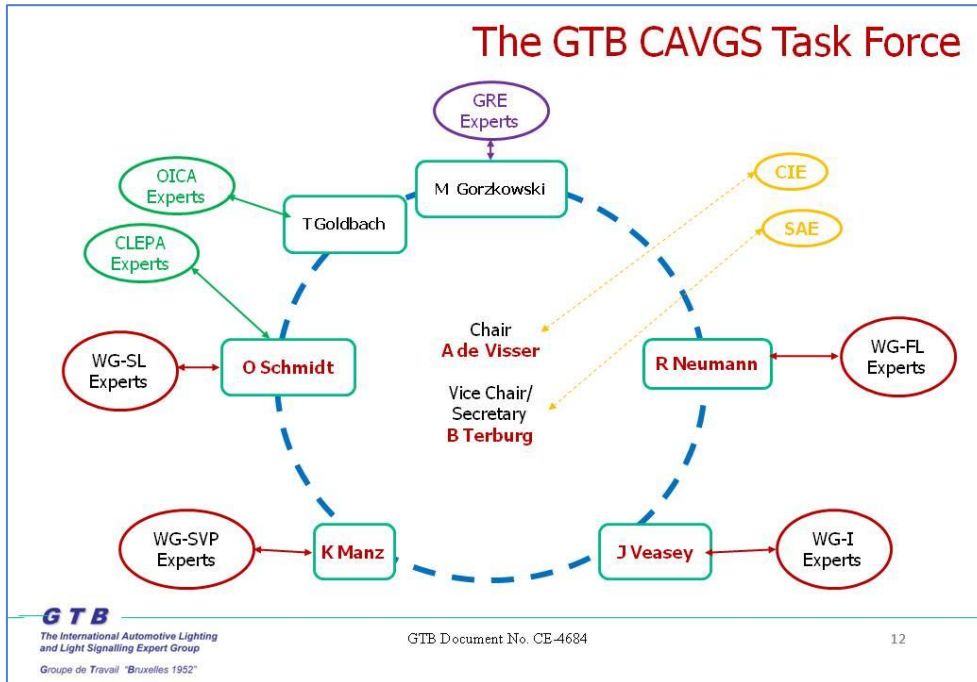 The GTB CAVGS Task Force
GRE
Experts
M Gorzkowski
OICA
Experts
T Goldbach
CIE
CLEPA
Experts
SAE
WG-SL
Experts
O Schmidt
Chair
A de Visser
Vice Chair/
Secretary
B Terburg
R Neumann
WG-FL
Experts
WG-SVP
Experts
K Manz
J Veasey
WG-I
Experts
GTB
The International Automotive Lighting
and Light Signalling Expert Group
Groupe de Travail "Bruxelles 1952"
GTB Document No. CE-4684
12